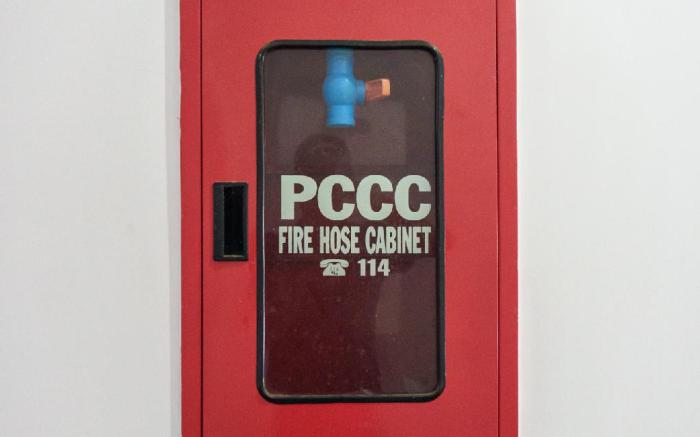 PCCC
FIRE HOSE CABINET
☎ 114